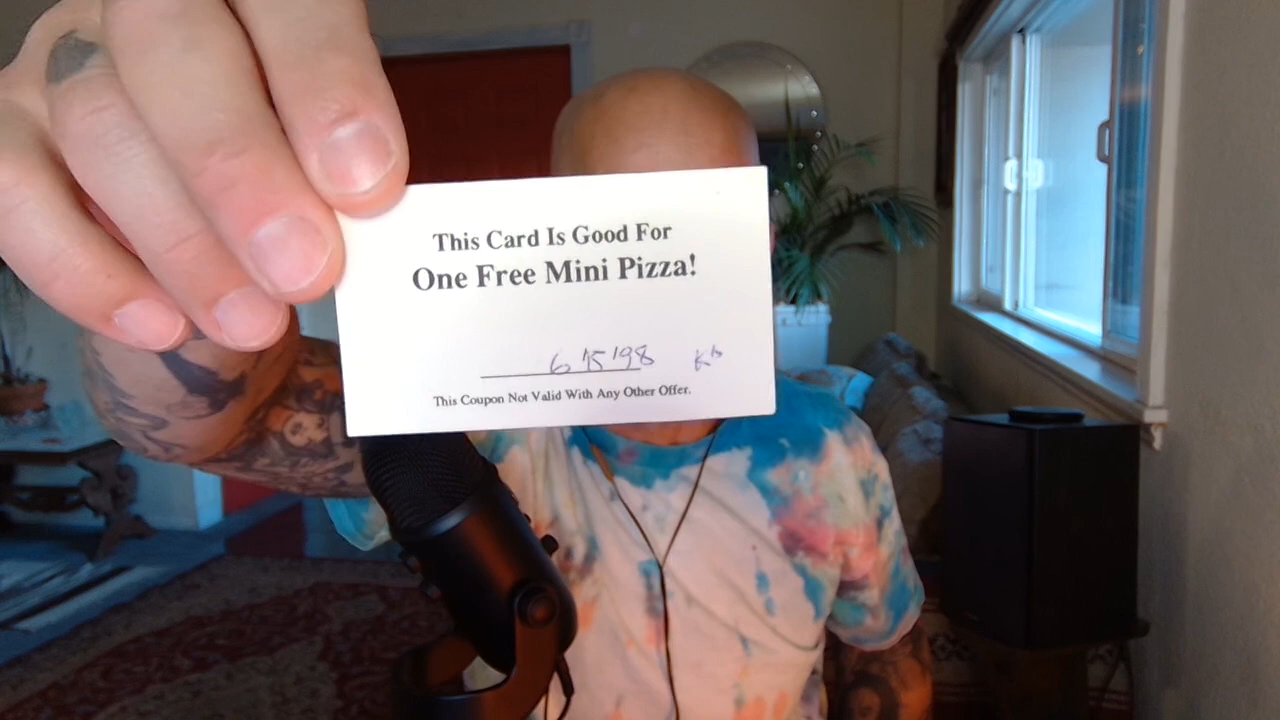 This Card Is Good For
One Free Mini Pizza!
6 15 '98
This Coupon Not Valid With Any Other Offer.